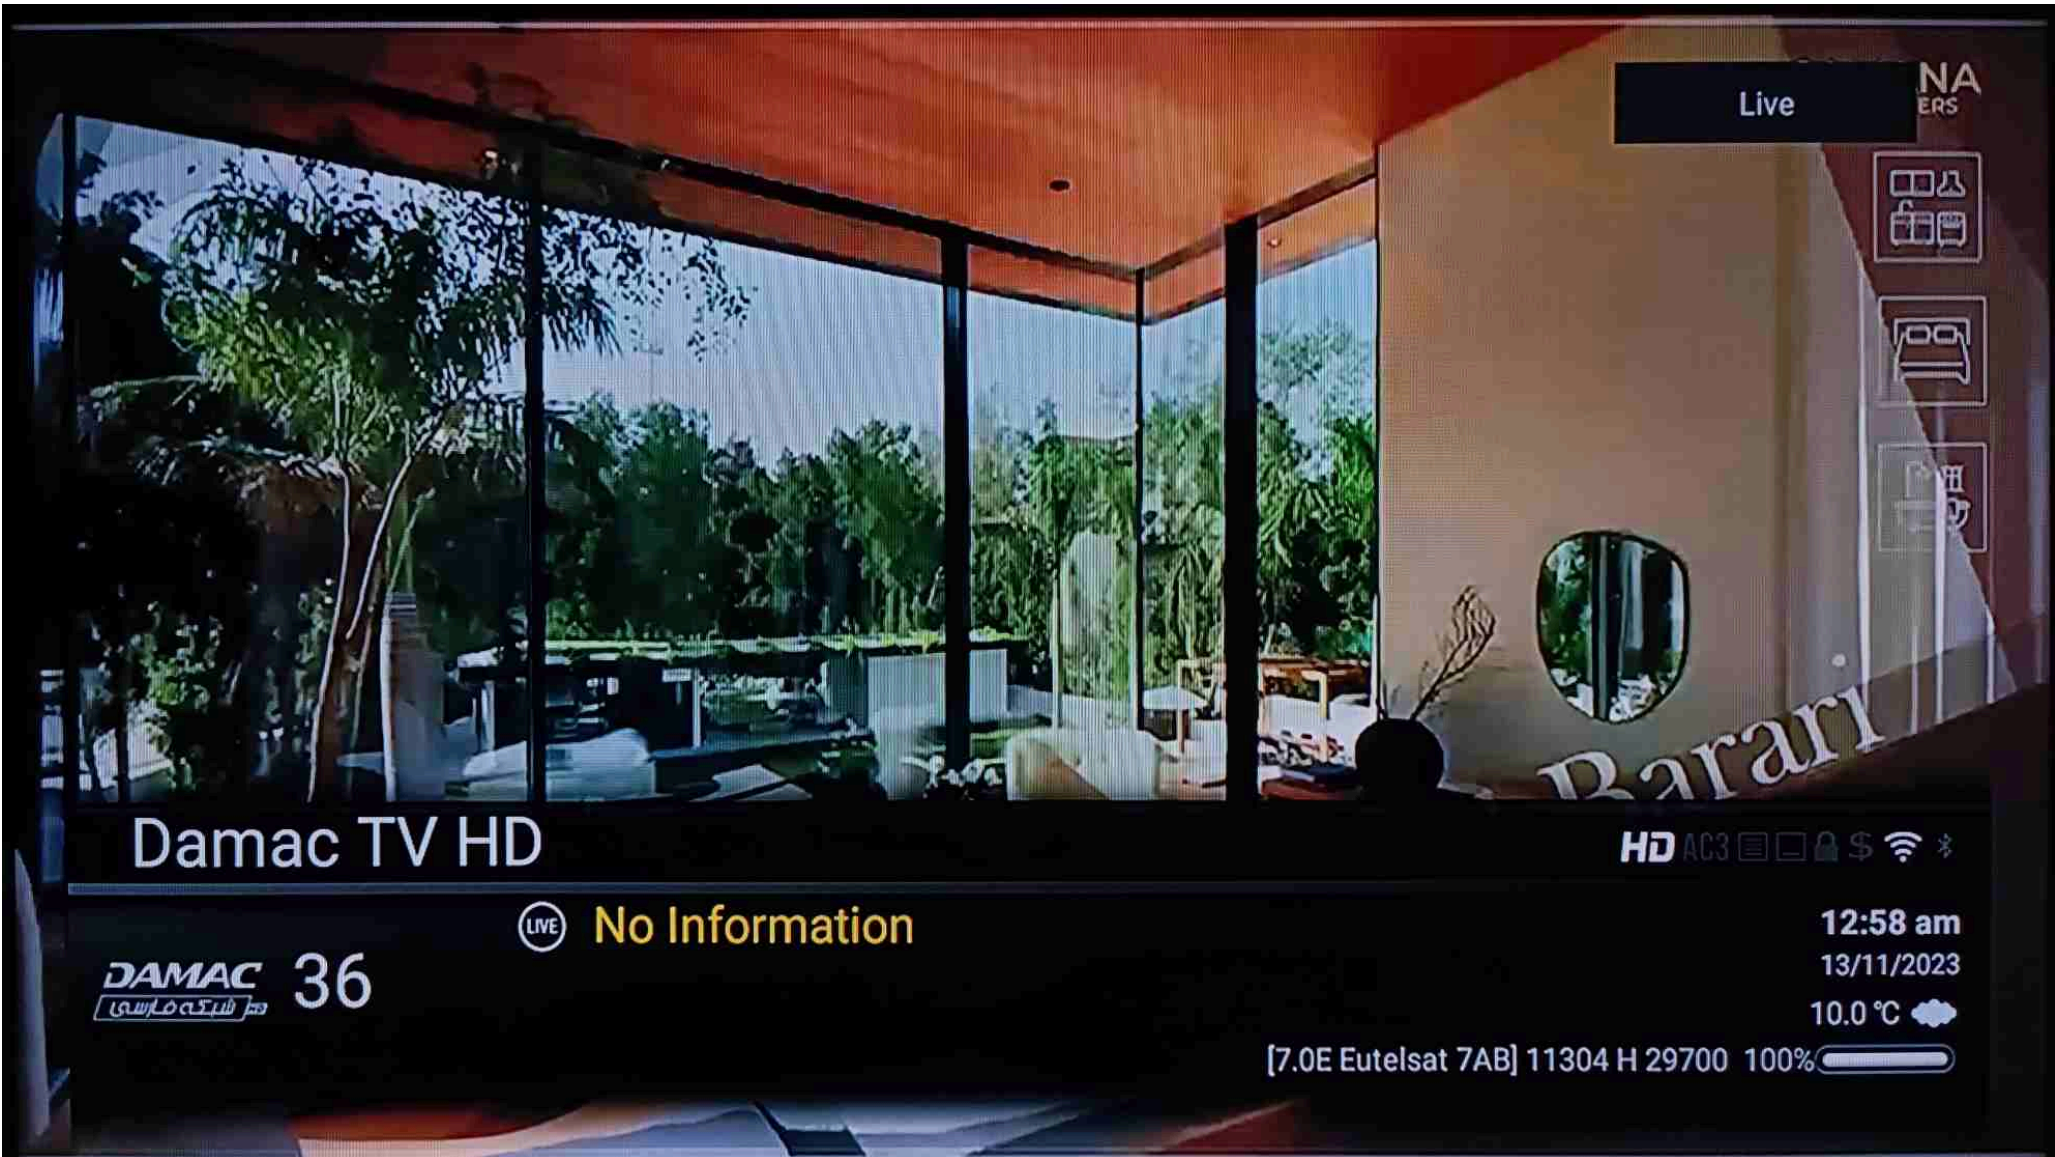 Live
NA
ERS
Barari
Damac TV HD
HD AC3 $
LIVE No Information
12:58 am
DAMAC 36
شبکه فارسی HD
13/11/2023
10.0 °C
[7.0E Eutelsat 7AB] 11304 H 29700 100%